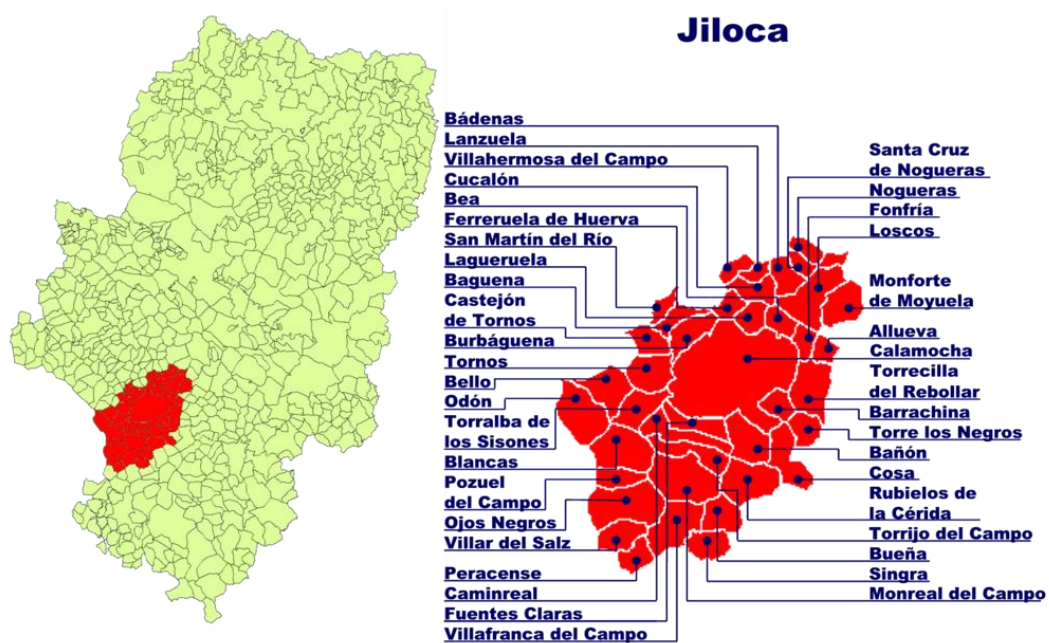 Jiloca
Bádenas
Lanzuela
Villahermosa del Campo
Cucalón
Bea
Ferreruela de Huerva
San Martín del Río
Lagueruela
Baguena
Castejón
de Tornos
Burbáguena
Tornos
Bello
Odón
Torralba de
los Sisones
Blancas
Pozuel
del Campo
Ojos Negros
Villar del Salz
Peracense
Caminreal
Fuentes Claras
Villafranca del Campo
Santa Cruz
de Nogueras
Nogueras
Fonfría
Loscos
Monforte
de Moyuela
Allueva
Calamocha
Torrecilla
del Rebollar
Barrachina
Torre los Negros
Bañón
Cosa
Rubielos de
la Cérida
Torrijo del Campo
Bueña
Singra
Monreal del Campo